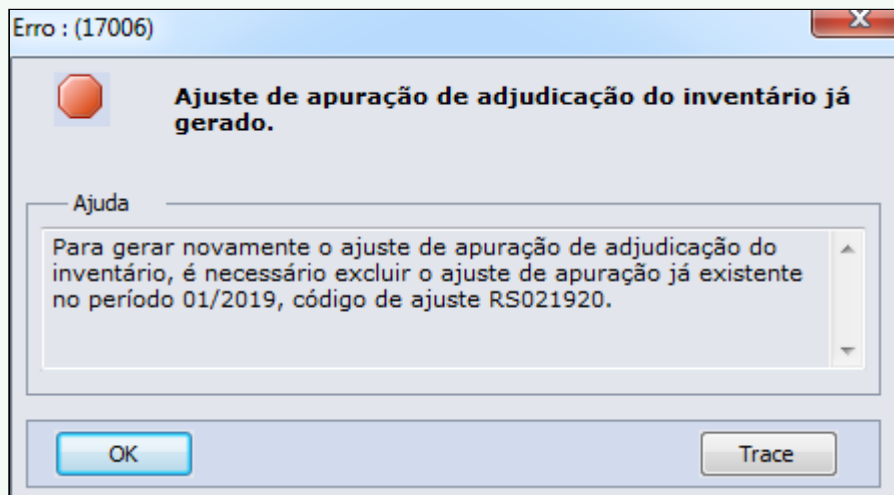 Erro : (17006)
Ajuste de apuração de adjudicação do inventário já
gerado.
Ajuda
Para gerar novamente o ajuste de apuração de adjudicação do
inventário, é necessário excluir o ajuste de apuração já existente
no período 01/2019, código de ajuste RS021920.
OK
Trace